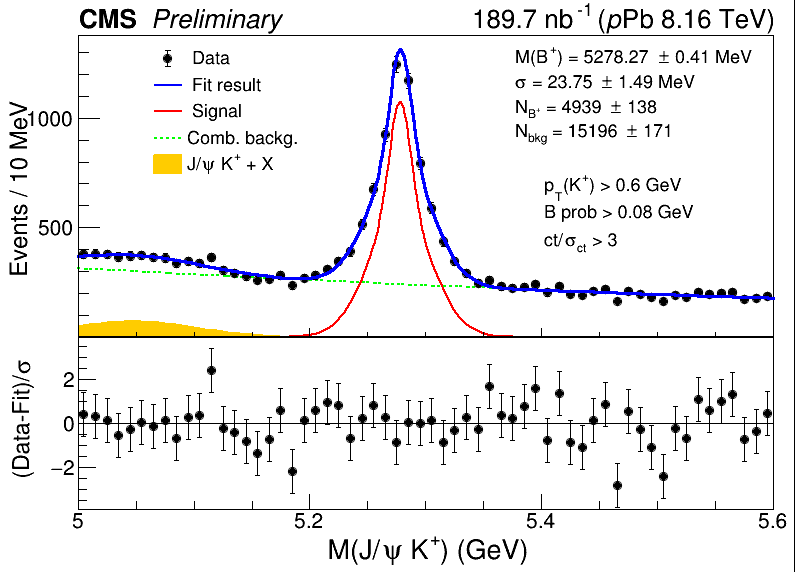 CMS Preliminary 189.7 nb⁻¹ (pPb 8.16 TeV)
Data
Fit result
Signal
Comb. backg.
J/ψ K⁺ + X
M(B⁺) = 5278.27 ± 0.41 MeV
σ = 23.75 ± 1.49 MeV
N_B⁺ = 4939 ± 138
N_bkg = 15196 ± 171
p_T(K⁺) > 0.6 GeV
B prob > 0.08 GeV
ct/σ_ct > 3
Events / 10 MeV
1000
500
(Data-Fit)/σ
2
0
−2
5 5.2 5.4 5.6
M(J/ψ K⁺) (GeV)